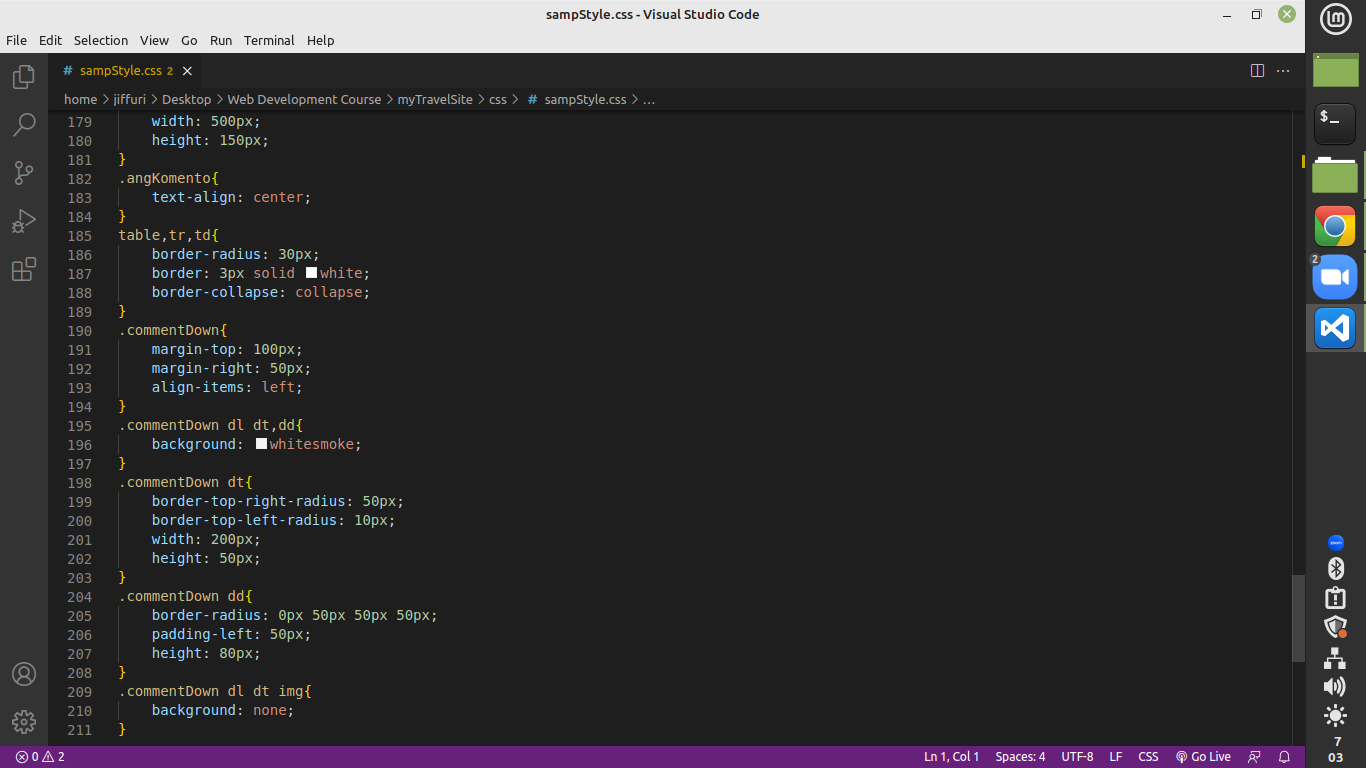 sampStyle.css - Visual Studio Code
File Edit Selection View Go Run Terminal Help
# sampStyle.css 2
home > jiffuri > Desktop > Web Development Course > myTravelSite > css > # sampStyle.css > ...
179 width: 500px;
180 height: 150px;
181 }
182 .angKomento{
183 text-align: center;
184 }
185 table,tr,td{
186 border-radius: 30px;
187 border: 3px solid white;
188 border-collapse: collapse;
189 }
190 .commentDown{
191 margin-top: 100px;
192 margin-right: 50px;
193 align-items: left;
194 }
195 .commentDown dl dt,dd{
196 background: whitesmoke;
197 }
198 .commentDown dt{
199 border-top-right-radius: 50px;
200 border-top-left-radius: 10px;
201 width: 200px;
202 height: 50px;
203 }
204 .commentDown dd{
205 border-radius: 0px 50px 50px 50px;
206 padding-left: 50px;
207 height: 80px;
208 }
209 .commentDown dl dt img{
210 background: none;
211 }
0 2 Ln 1, Col 1 Spaces: 4 UTF-8 LF CSS Go Live
$_
2
7
03